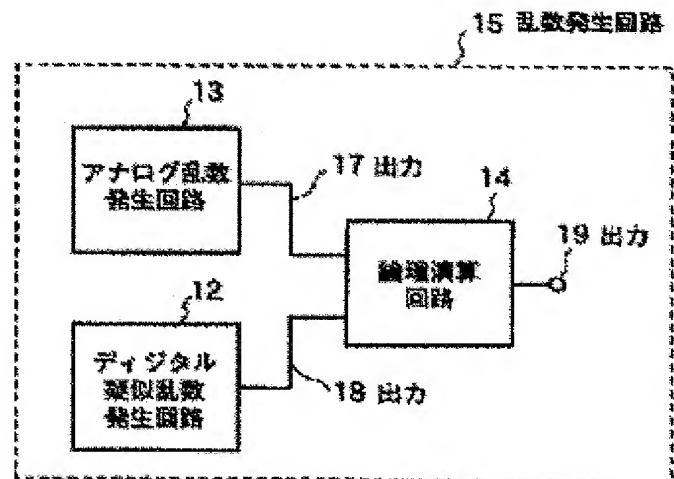 15 乱数発生回路
13
アナログ乱数
発生回路
17 出力
14
論理演算
回路
19 出力
12
ディジタル
疑似乱数
発生回路
18 出力